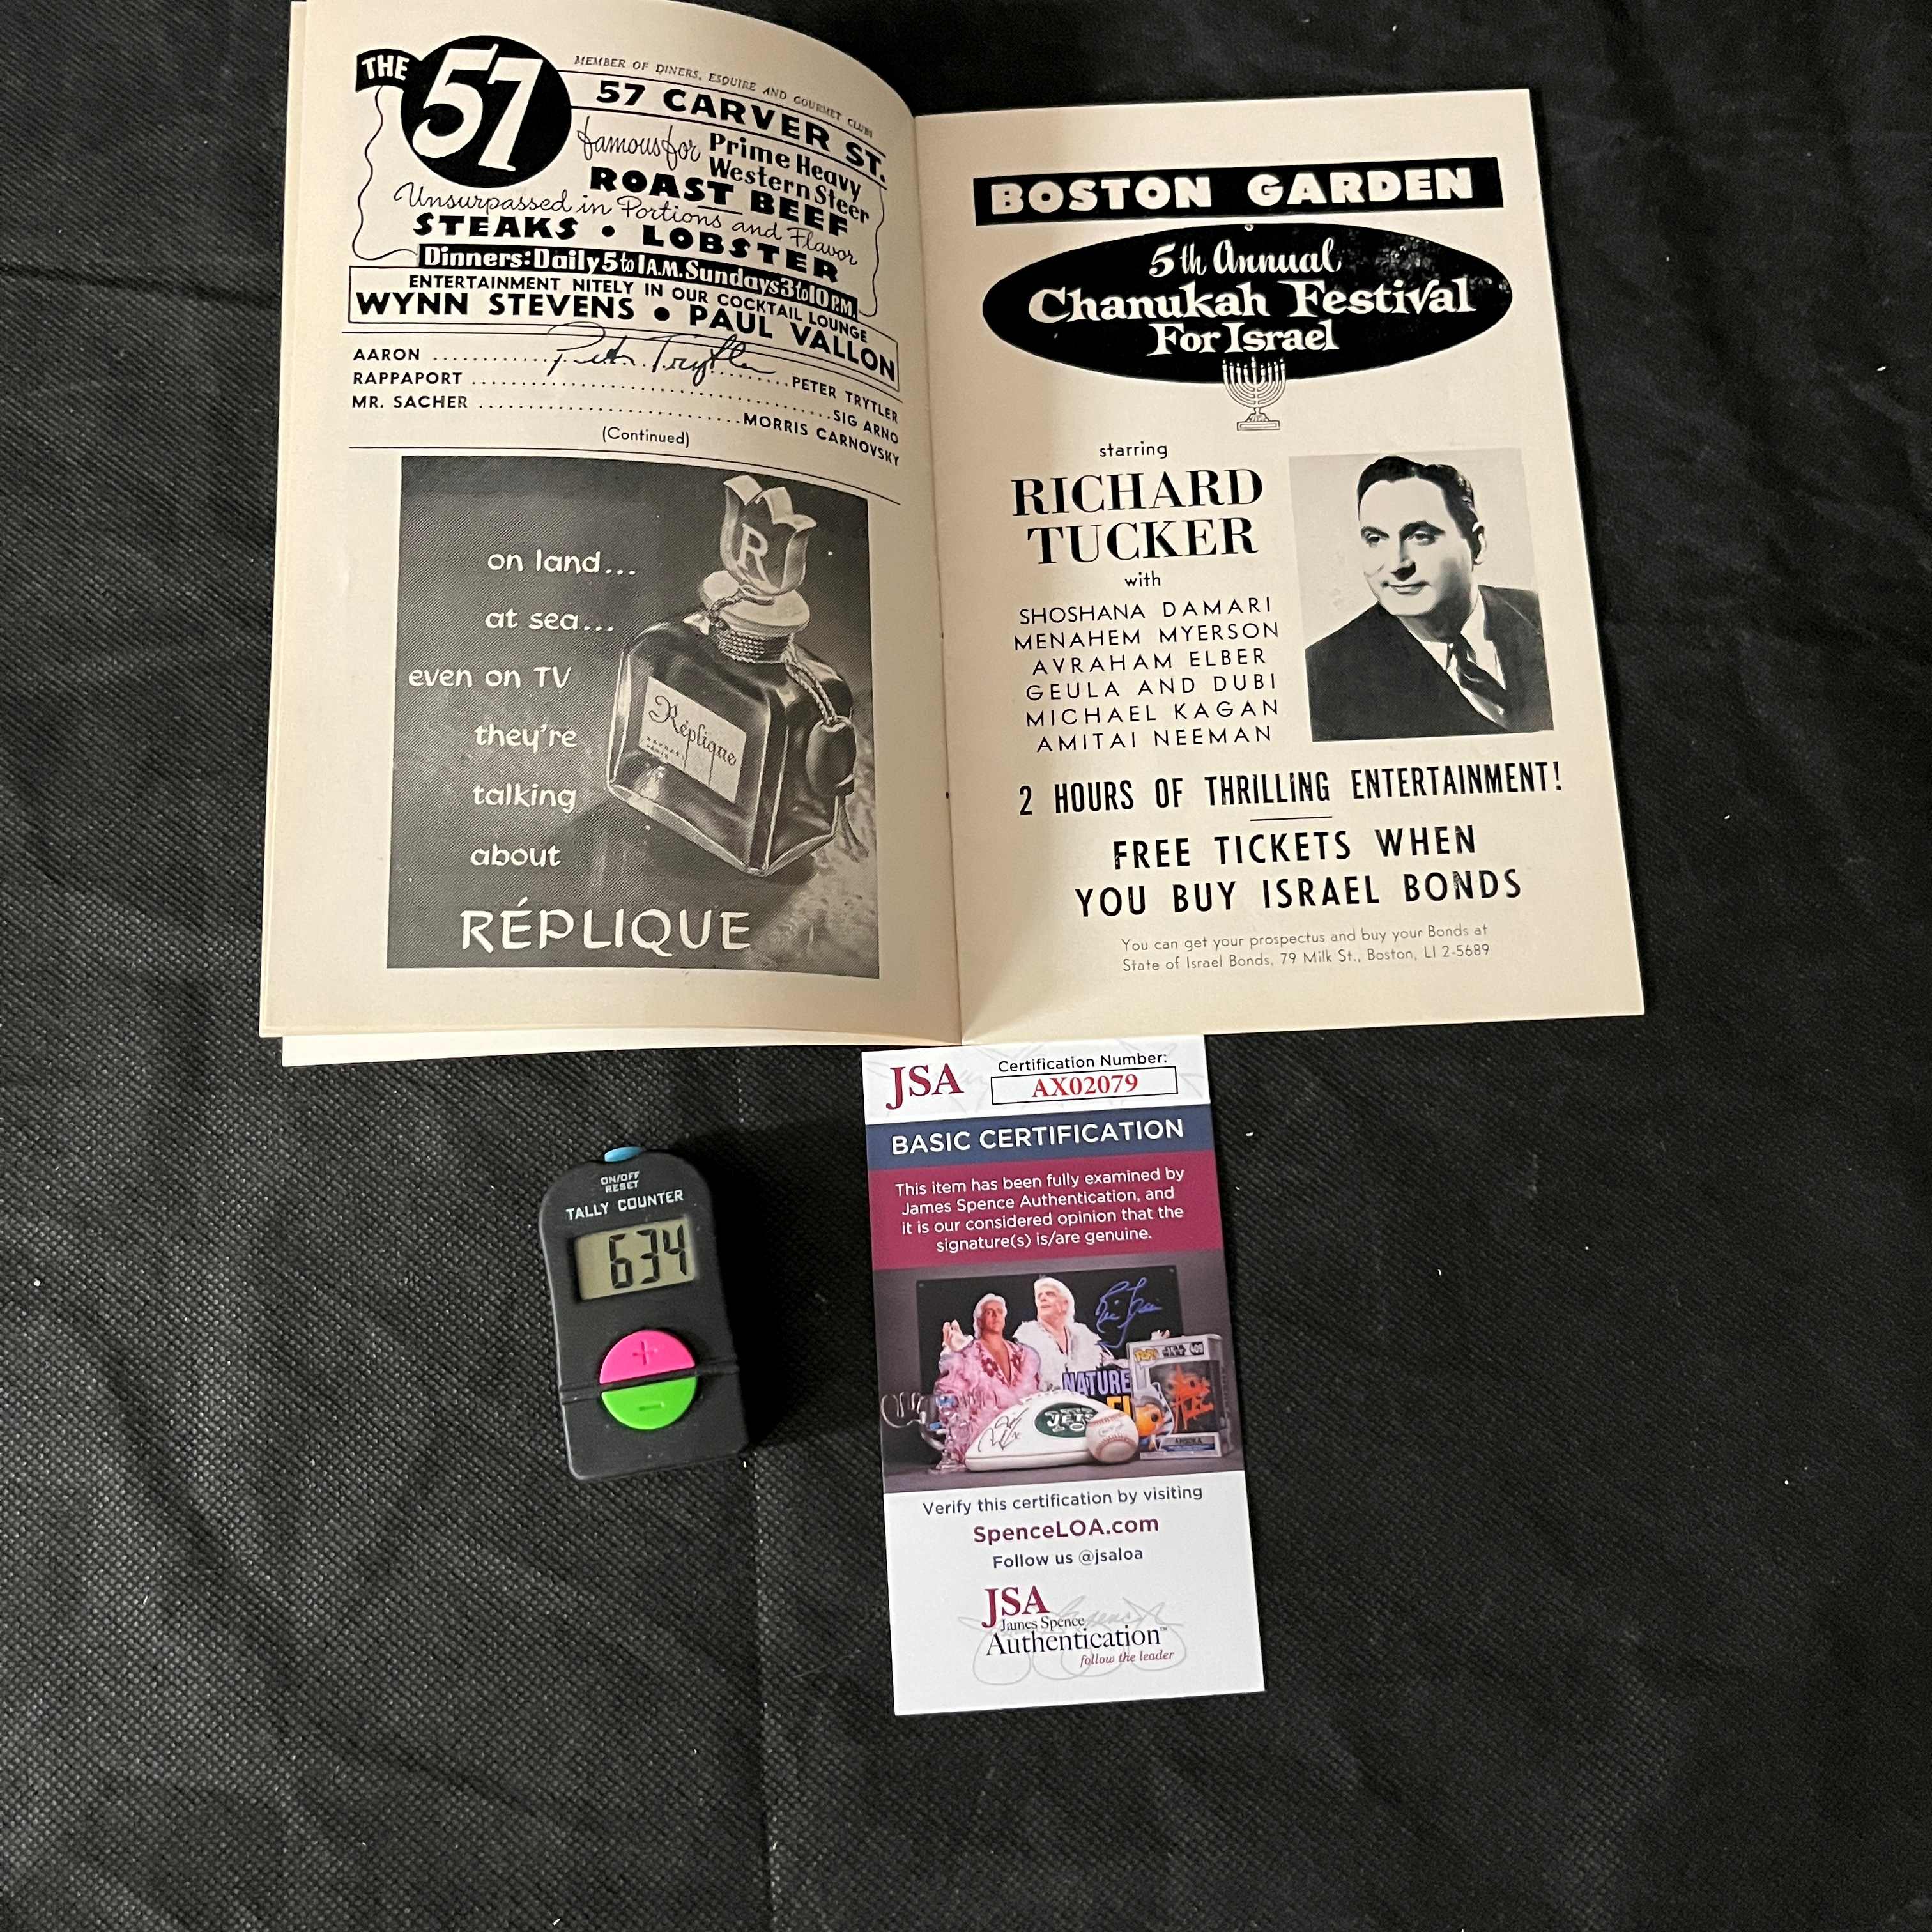 THE 57
MEMBER OF DINERS, ESQUIRE AND GOURMET CLUBS
57 CARVER ST.
famous for Prime Heavy
Western Steer
ROAST BEEF
Unsurpassed in Portions and Flavor
STEAKS • LOBSTER
Dinners: Daily 5 to 1 A.M. Sundays 3 to 10 P.M.
ENTERTAINMENT NITELY IN OUR COCKTAIL LOUNGE
WYNN STEVENS • PAUL VALLON
Peter Trytler
AARON ........................ PETER TRYTLER
RAPPAPORT ........................ SIG ARNO
MR. SACHER ........................ MORRIS CARNOVSKY
(Continued)
on land...
at sea...
even on TV
they're
talking
about
RÉPLIQUE
R
Réplique
BOSTON GARDEN
5th Annual
Chanukah Festival
For Israel
starring
RICHARD
TUCKER
with
SHOSHANA DAMARI
MENAHEM MYERSON
AVRAHAM ELBER
GEULA AND DUBI
MICHAEL KAGAN
AMITAI NEEMAN
2 HOURS OF THRILLING ENTERTAINMENT!
FREE TICKETS WHEN
YOU BUY ISRAEL BONDS
You can get your prospectus and buy your Bonds at
State of Israel Bonds, 79 Milk St., Boston, LI 2-5689
ON/OFF
RESET
TALLY COUNTER
634
+
−
JSA
Certification Number:
AX02079
BASIC CERTIFICATION
This item has been fully examined by
James Spence Authentication, and
it is our considered opinion that the
signature(s) is/are genuine.
NATURE
JETS
POP!
STAR WARS
Verify this certification by visiting
SpenceLOA.com
Follow us @jsaloa
JSA
James Spence
Authentication™
follow the leader